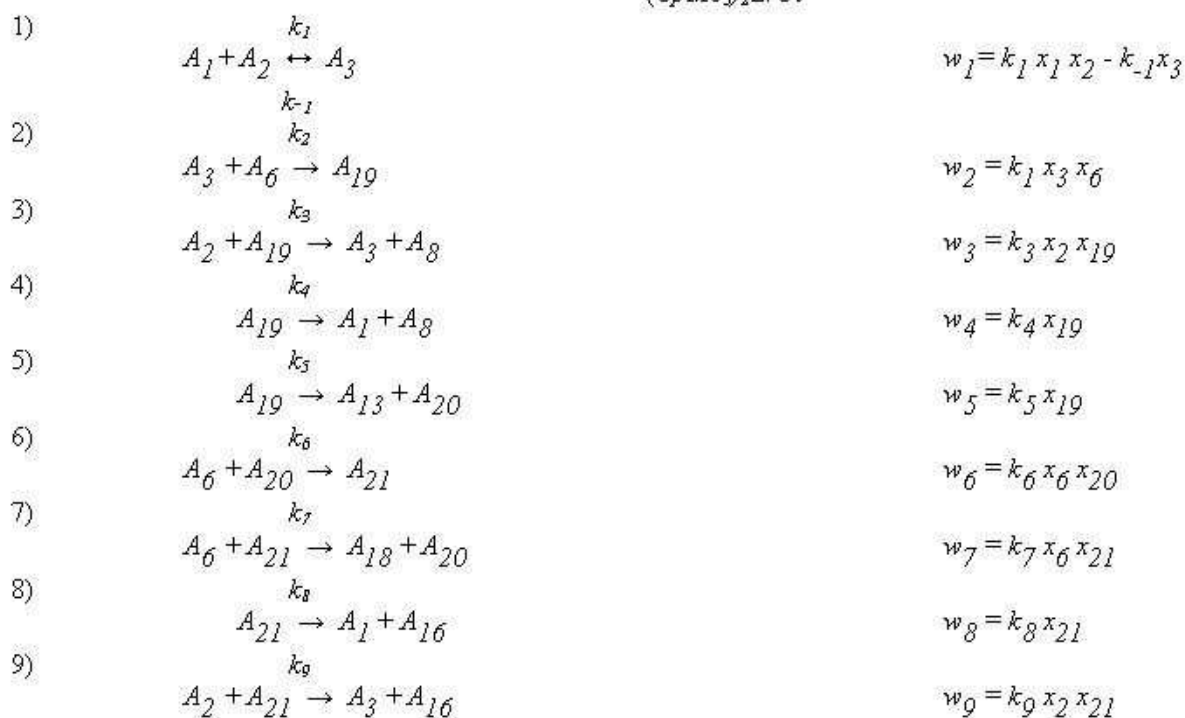 1)
k₁
A₁+A₂ ↔ A₃
w₁= k₁ x₁ x₂ - k₋₁x₃
k-₁
2)
k₂
A₃ +A₆ → A₁₉
w₂ = k₁ x₃ x₆
3)
k₃
A₂ +A₁₉ → A₃ +A₈
w₃ = k₃ x₂ x₁₉
4)
k₄
A₁₉ → A₁ +A₈
w₄ = k₄ x₁₉
5)
k₅
A₁₉ → A₁₃ +A₂₀
w₅ = k₅ x₁₉
6)
k₆
A₆ +A₂₀ → A₂₁
w₆ = k₆ x₆ x₂₀
7)
k₇
A₆ +A₂₁ → A₁₈ +A₂₀
w₇ = k₇ x₆ x₂₁
8)
k₈
A₂₁ → A₁ +A₁₆
w₈ = k₈ x₂₁
9)
k₉
A₂ +A₂₁ → A₃ +A₁₆
w₉ = k₉ x₂ x₂₁